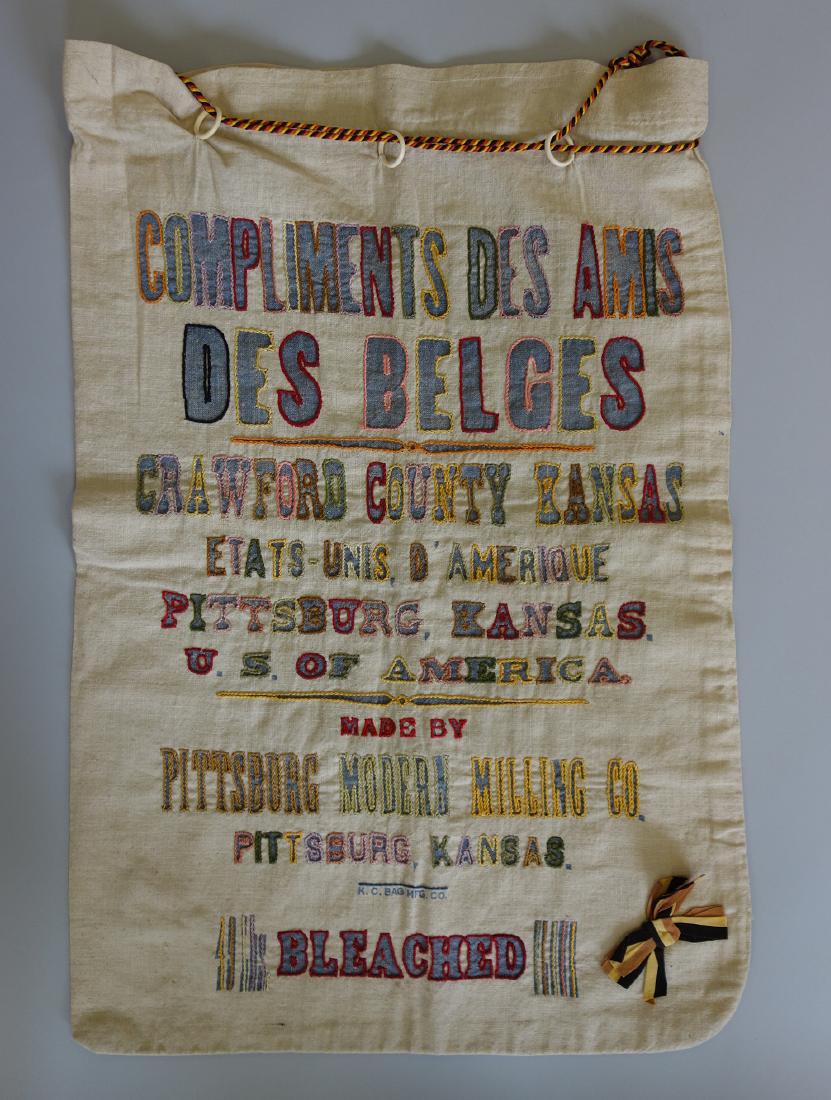 COMPLIMENTS DES AMIS
DES BELGES
CRAWFORD COUNTY KANSAS
ETATS-UNIS, D'AMERIQUE
PITTSBURG, KANSAS.
U. S. OF AMERICA.
MADE BY
PITTSBURG MODERN MILLING CO.
PITTSBURG, KANSAS.
K. C. BAG MFG. CO.
BLEACHED